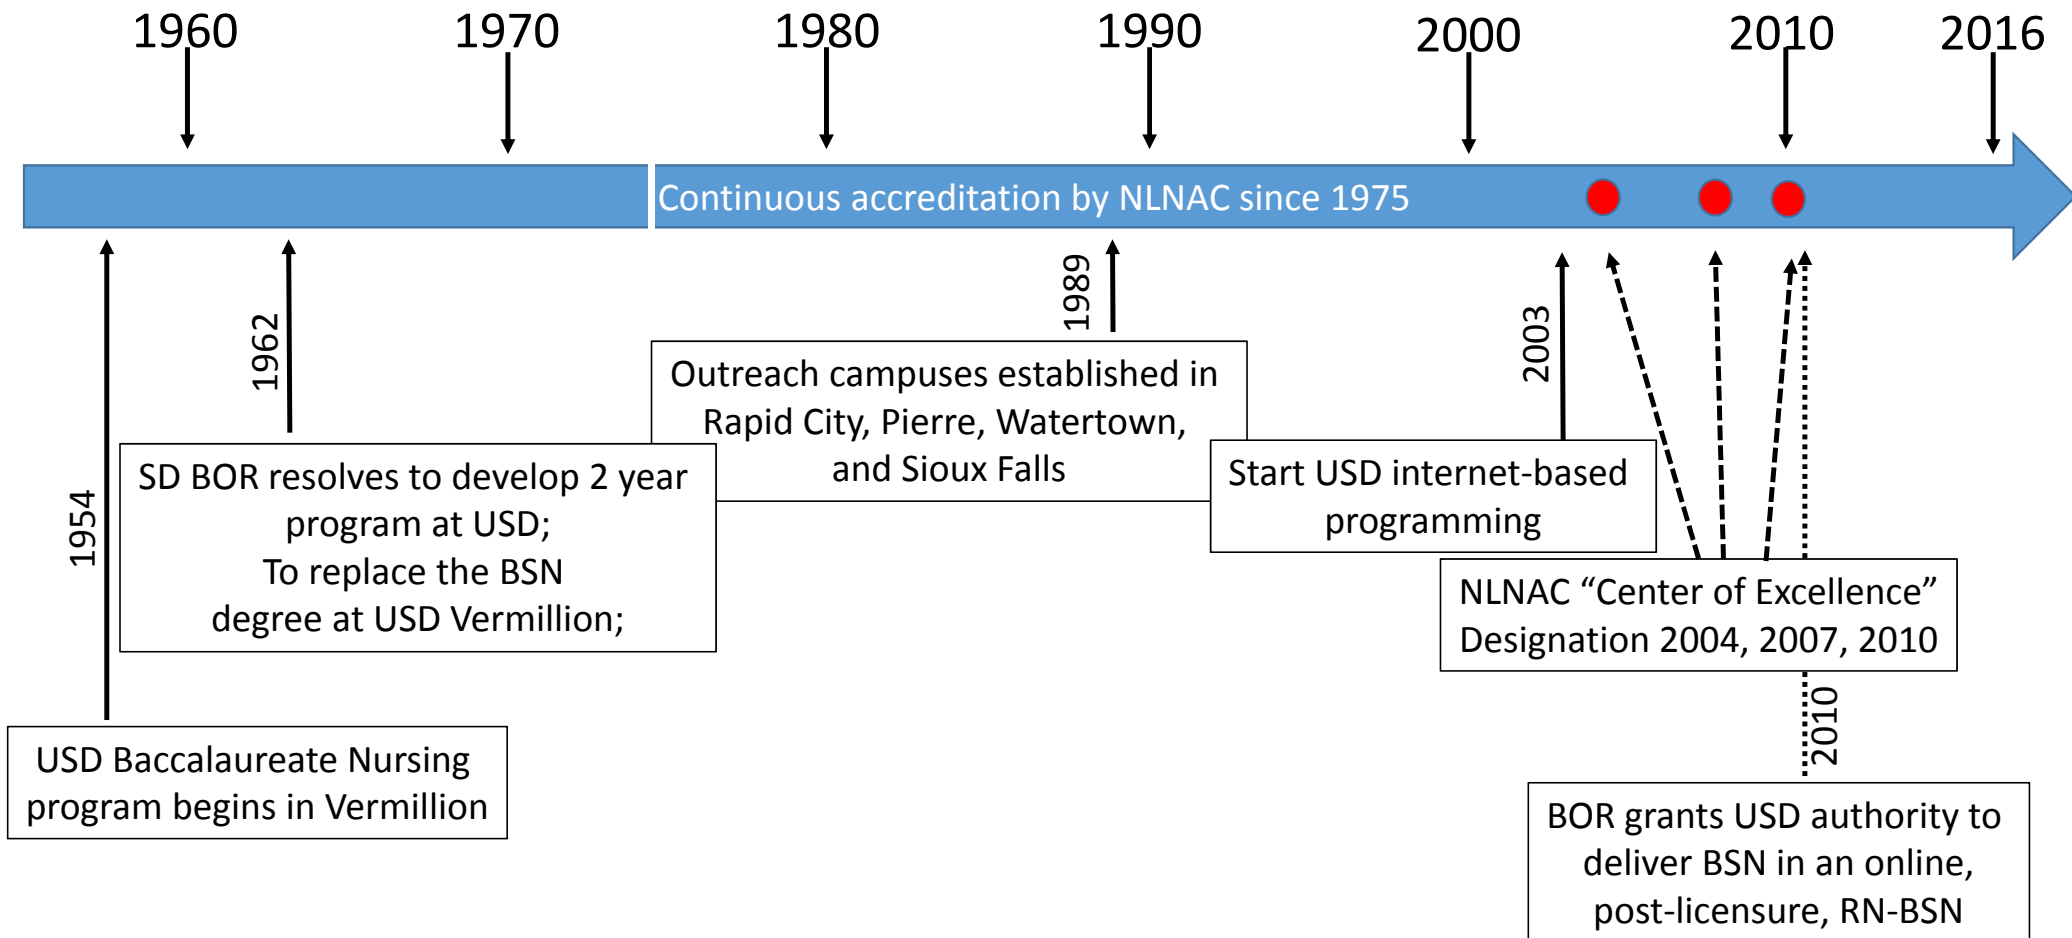 1960 1970 1980 1990 2000 2010 2016
Continuous accreditation by NLNAC since 1975
1954
USD Baccalaureate Nursing
program begins in Vermillion
1962
SD BOR resolves to develop 2 year
program at USD;
To replace the BSN
degree at USD Vermillion;
1989
Outreach campuses established in
Rapid City, Pierre, Watertown,
and Sioux Falls
2003
Start USD internet-based
programming
NLNAC “Center of Excellence”
Designation 2004, 2007, 2010
2010
BOR grants USD authority to
deliver BSN in an online,
post-licensure, RN-BSN